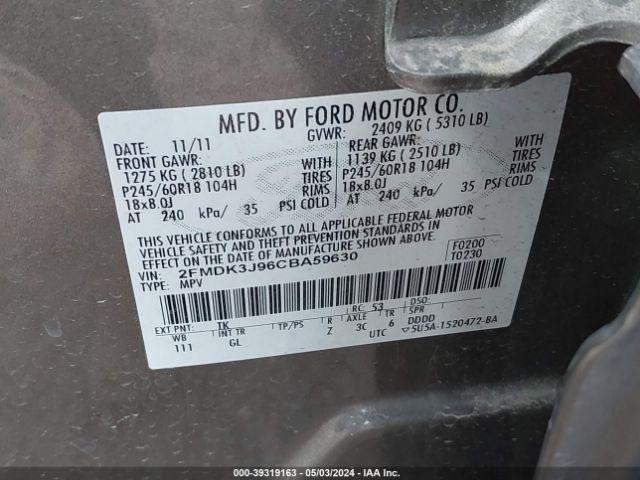 MFD. BY FORD MOTOR CO.
DATE: 11/11 GVWR: 2409 KG ( 5310 LB)
FRONT GAWR: REAR GAWR:
1275 KG ( 2810 LB) WITH 1139 KG ( 2510 LB) WITH
P245/60R18 104H TIRES P245/60R18 104H TIRES
18x8.0J RIMS 18x8.0J RIMS
AT 240 kPa/ 35 PSI COLD AT 240 kPa/ 35 PSI COLD
THIS VEHICLE CONFORMS TO ALL APPLICABLE FEDERAL MOTOR
VEHICLE SAFETY AND THEFT PREVENTION STANDARDS IN
EFFECT ON THE DATE OF MANUFACTURE SHOWN ABOVE.
VEHICLE IN: 2FMDK3J96CBA59630 F0200
TYPE: MPV T0230
EXT PNT: TK RC: 53 DSO:
WB INT TR TP/PS R AXLE TR SPR
111 GL Z 3C 6 DDDD
UTC 5U5A-1520472-BA
000-39319163 - 05/03/2024 - IAA Inc.